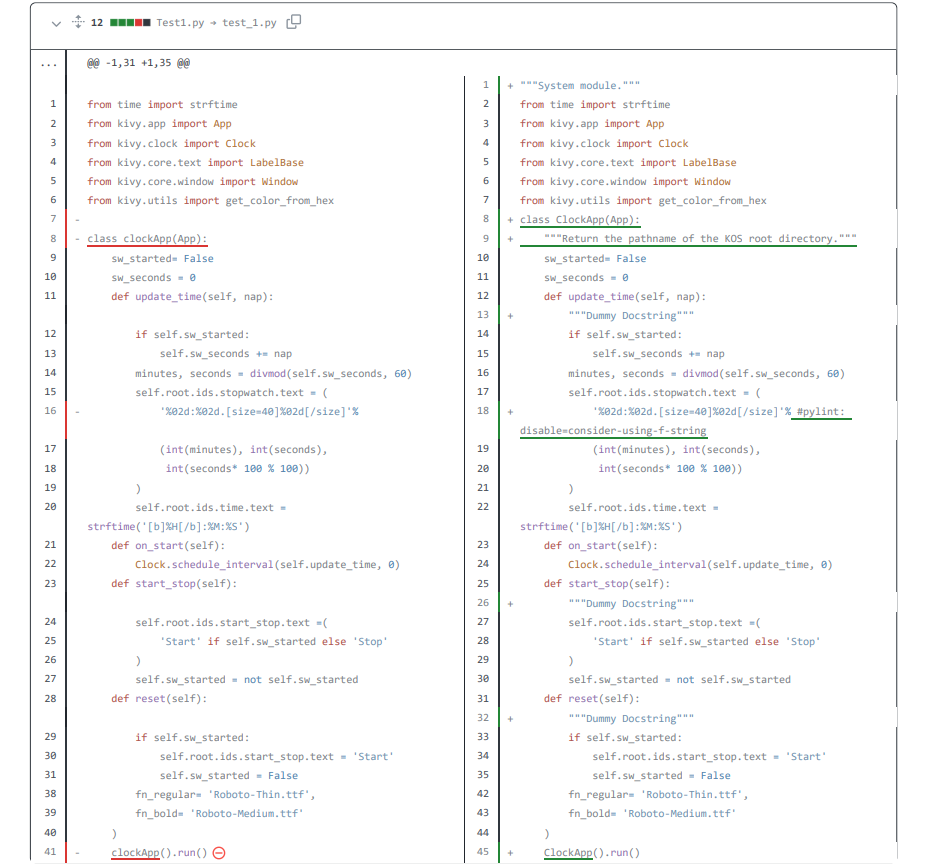 12 Test1.py → test_1.py
... @@ -1,31 +1,35 @@
1 + """System module."""
1 from time import strftime 2 from time import strftime
2 from kivy.app import App 3 from kivy.app import App
3 from kivy.clock import Clock 4 from kivy.clock import Clock
4 from kivy.core.text import LabelBase 5 from kivy.core.text import LabelBase
5 from kivy.core.window import Window 6 from kivy.core.window import Window
6 from kivy.utils import get_color_from_hex 7 from kivy.utils import get_color_from_hex
7 - 8 + class ClockApp(App):
8 - class clockApp(App): 9 + """Return the pathname of the KOS root directory."""
9 sw_started= False 10 sw_started= False
10 sw_seconds = 0 11 sw_seconds = 0
11 def update_time(self, nap): 12 def update_time(self, nap):
13 + """Dummy Docstring"""
12 if self.sw_started: 14 if self.sw_started:
13 self.sw_seconds += nap 15 self.sw_seconds += nap
14 minutes, seconds = divmod(self.sw_seconds, 60) 16 minutes, seconds = divmod(self.sw_seconds, 60)
15 self.root.ids.stopwatch.text = ( 17 self.root.ids.stopwatch.text = (
16 - '%02d:%02d.[size=40]%02d[/size]'% 18 + '%02d:%02d.[size=40]%02d[/size]'% #pylint:
disable=consider-using-f-string
17 (int(minutes), int(seconds), 19 (int(minutes), int(seconds),
18 int(seconds* 100 % 100)) 20 int(seconds* 100 % 100))
19 ) 21 )
20 self.root.ids.time.text = 22 self.root.ids.time.text =
strftime('[b]%H[/b]:%M:%S') strftime('[b]%H[/b]:%M:%S')
21 def on_start(self): 23 def on_start(self):
22 Clock.schedule_interval(self.update_time, 0) 24 Clock.schedule_interval(self.update_time, 0)
23 def start_stop(self): 25 def start_stop(self):
26 + """Dummy Docstring"""
24 self.root.ids.start_stop.text =( 27 self.root.ids.start_stop.text =(
25 'Start' if self.sw_started else 'Stop' 28 'Start' if self.sw_started else 'Stop'
26 ) 29 )
27 self.sw_started = not self.sw_started 30 self.sw_started = not self.sw_started
28 def reset(self): 31 def reset(self):
32 + """Dummy Docstring"""
29 if self.sw_started: 33 if self.sw_started:
30 self.root.ids.start_stop.text = 'Start' 34 self.root.ids.start_stop.text = 'Start'
31 self.sw_started = False 35 self.sw_started = False
38 fn_regular= 'Roboto-Thin.ttf', 42 fn_regular= 'Roboto-Thin.ttf',
39 fn_bold= 'Roboto-Medium.ttf' 43 fn_bold= 'Roboto-Medium.ttf'
40 ) 44 )
41 - clockApp().run() 45 + ClockApp().run()